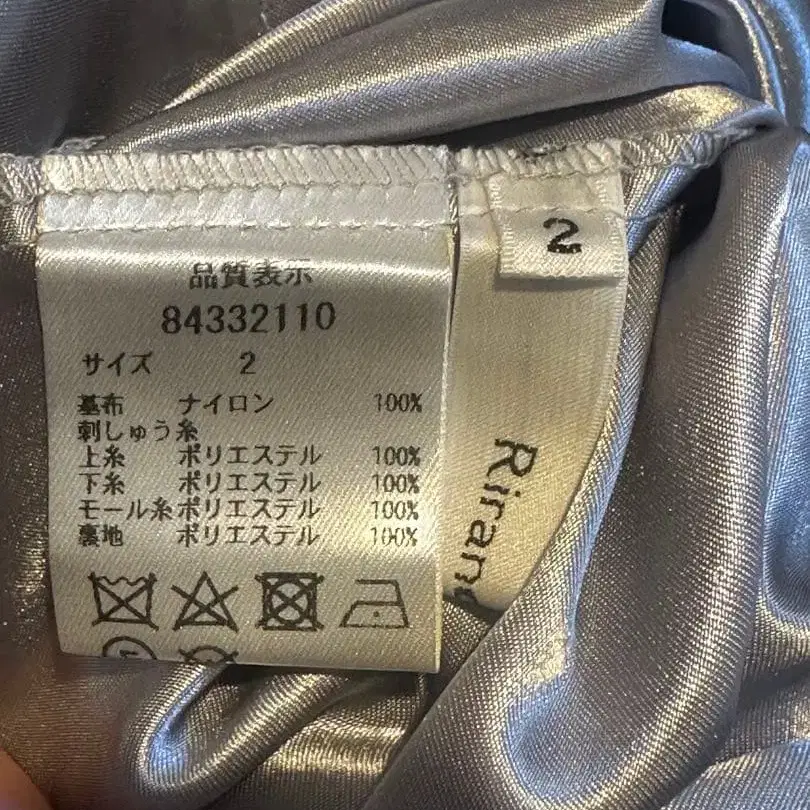 品質表示
84332110
サイズ 2
基布 ナイロン 100%
刺しゅう糸
上糸 ポリエステル 100%
下糸 ポリエステル 100%
モール糸 ポリエステル 100%
裏地 ポリエステル 100%
2
Rirand